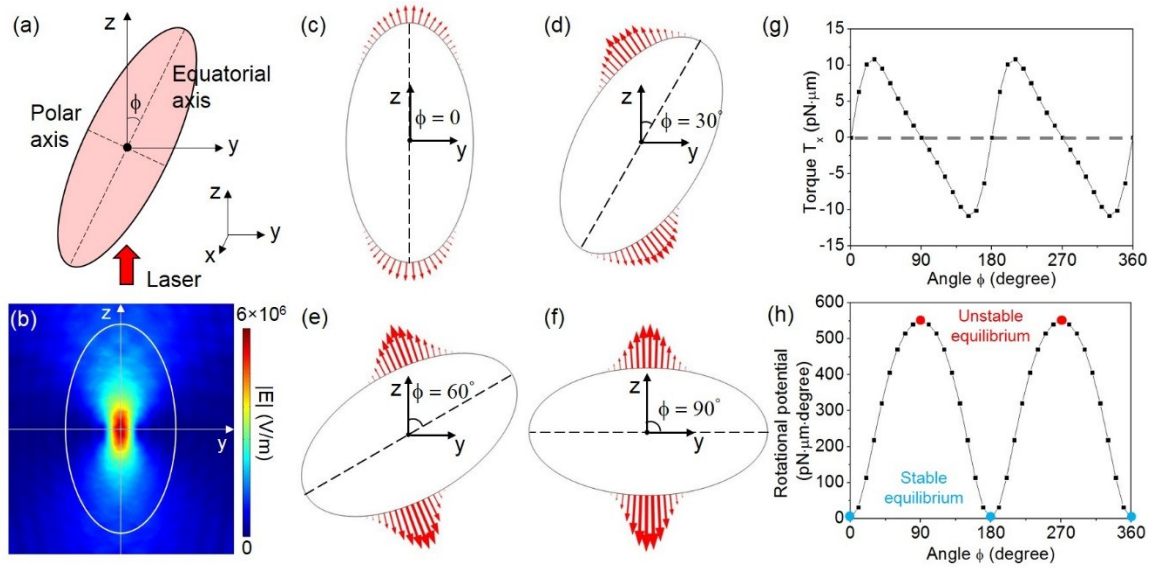 (a)
z
Equatorial
axis
ϕ
Polar
axis
y
z
y
x
Laser
(b)
z
y
6×10⁶
|E| (V/m)
0
(c)
z
ϕ = 0
y
(d)
z
ϕ = 30°
y
(e)
z
ϕ = 60°
y
(f)
z
ϕ = 90°
y
(g)
Torque Tₓ (pN·μm)
15
10
5
0
-5
-10
-15
0 90 180 270 360
Angle ϕ (degree)
(h)
Rotational potential
(pN·μm·degree)
600
500
400
300
200
100
0
Unstable
equilibrium
Stable
equilibrium
0 90 180 270 360
Angle ϕ (degree)